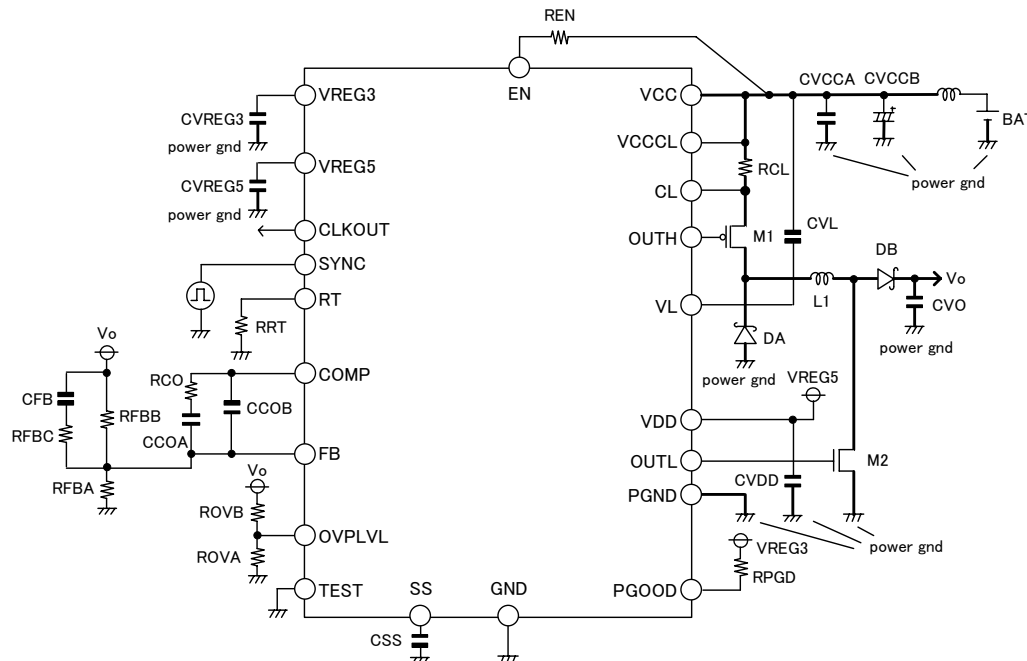 REN
EN
VREG3
CVREG3
power gnd
VREG5
CVREG5
power gnd
CLKOUT
SYNC
RT
RRT
Vo
COMP
RCO
CFB
RFBB
CCOB
RFBC
CCOA
FB
RFBA
Vo
ROVB
OVPLVL
ROVA
TEST
SS
GND
CSS
VCC
CVCCA
CVCCB
BAT
VCCCL
RCL
power gnd
CL
CVL
OUTH
M1
DB
Vo
L1
CVO
VL
DA
power gnd
power gnd
VREG5
VDD
OUTL
M2
CVDD
PGND
power gnd
VREG3
RPGD
PGOOD